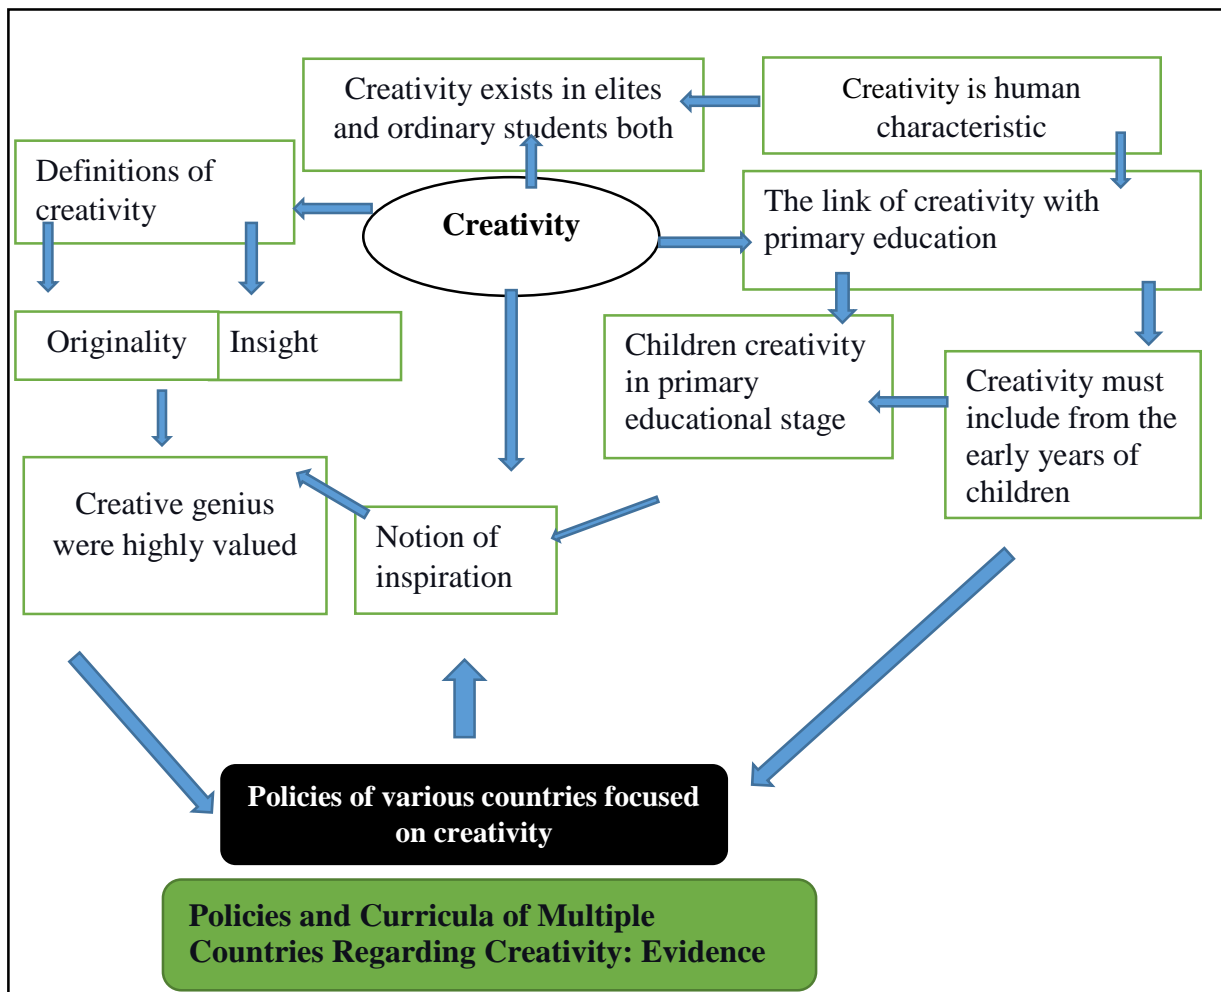 Creativity exists in elites
and ordinary students both
Creativity is human
characteristic
Definitions of
creativity
Creativity
The link of creativity with
primary education
Originality
Insight
Children creativity
in primary
educational stage
Creativity must
include from the
early years of
children
Creative genius
were highly valued
Notion of
inspiration
Policies of various countries focused
on creativity
Policies and Curricula of Multiple
Countries Regarding Creativity: Evidence